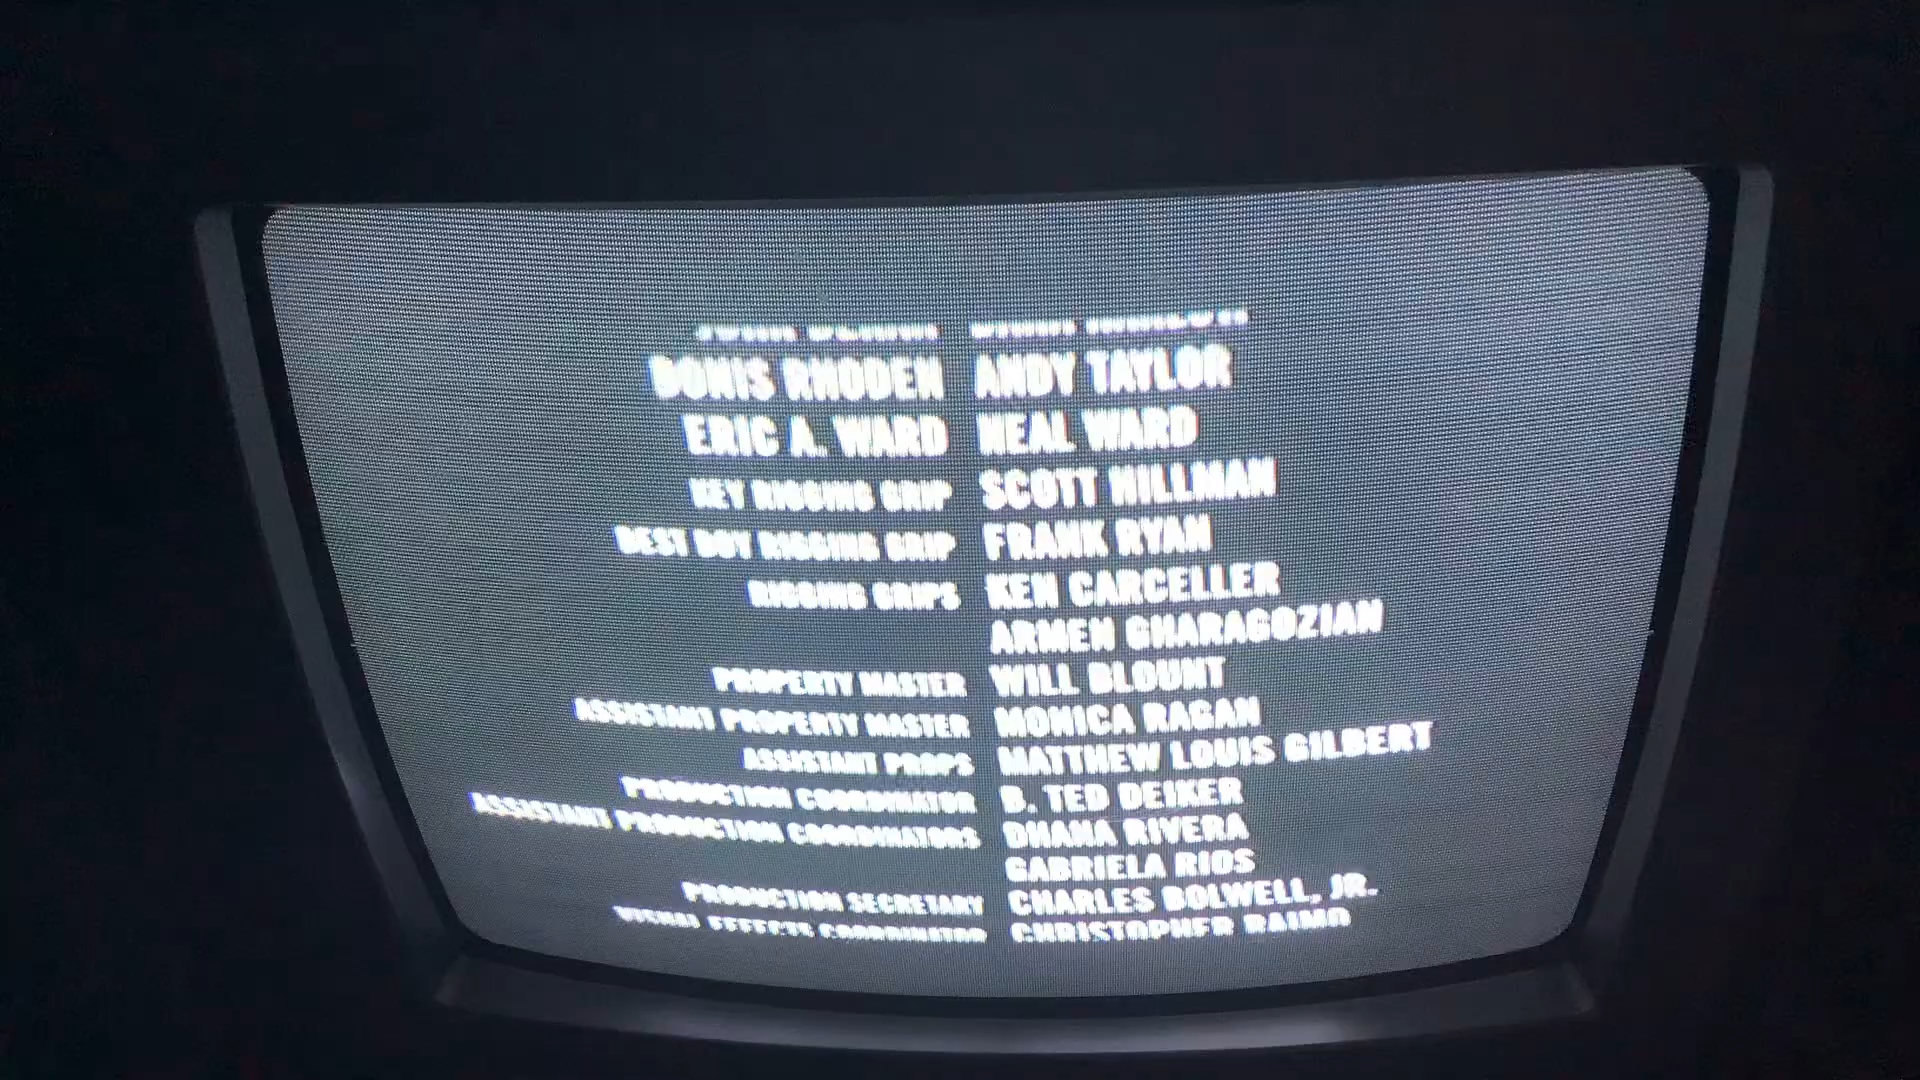 DONIS RHODEN ANDY TAYLOR
ERIC A. WARD NEAL WARD
KEY RIGGING GRIP SCOTT HILLMAN
BEST BOY RIGGING GRIP FRANK RYAN
RIGGING GRIPS KEN CARCELLER
ARMEN GHARAGOZIAN
PROPERTY MASTER WILL BLOUNT
ASSISTANT PROPERTY MASTER MONICA RAGAN
ASSISTANT PROPS MATTHEW LOUIS GILBERT
PRODUCTION COORDINATOR B. TED DEIKER
ASSISTANT PRODUCTION COORDINATORS DHANA RIVERA
GABRIELA RIOS
PRODUCTION SECRETARY CHARLES BOLWELL, JR.
VISUAL EFFECTS COORDINATOR CHRISTOPHER RAIMO